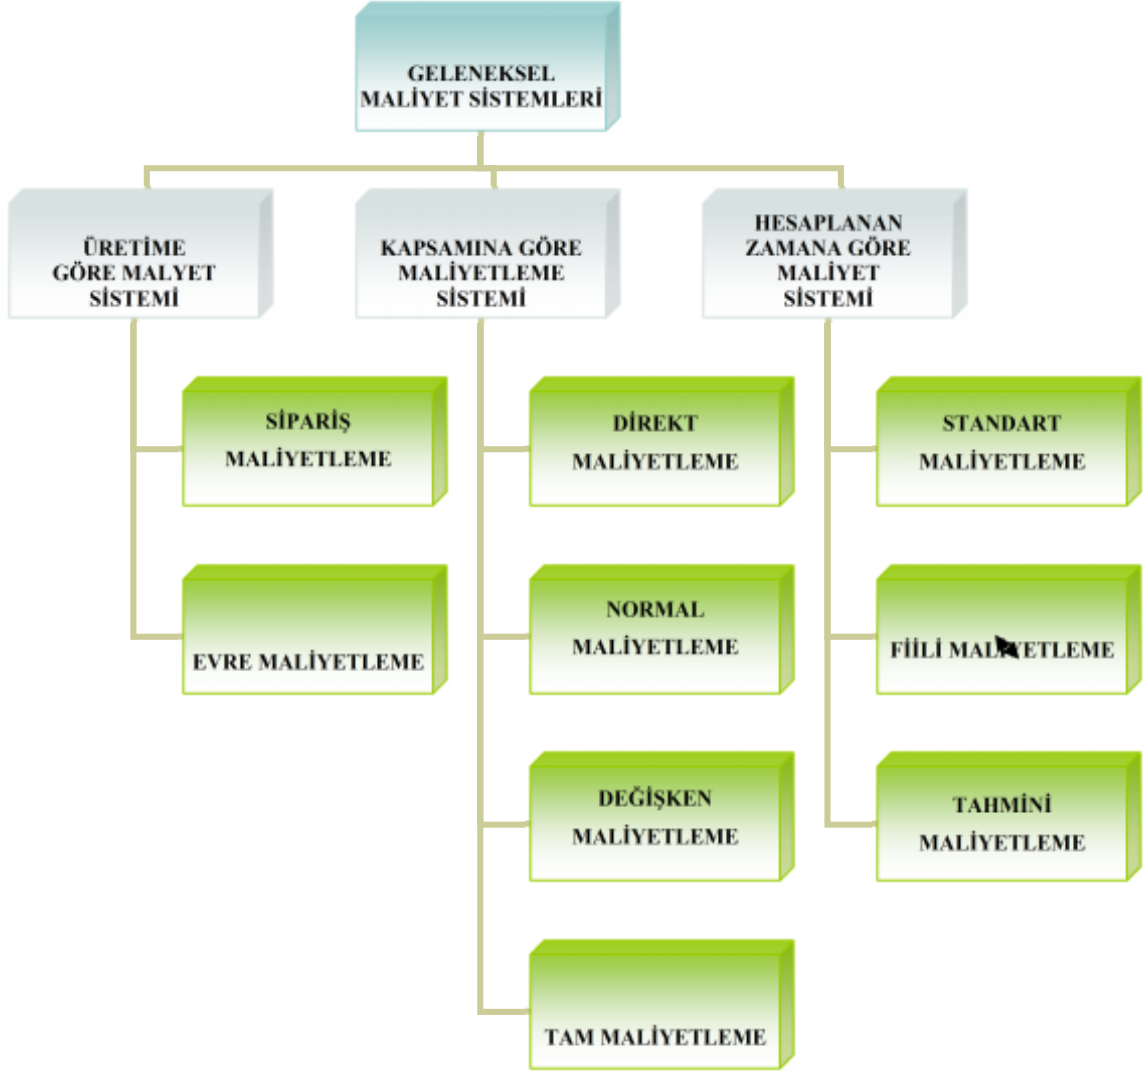 GELENEKSEL
MALİYET SİSTEMLERİ
ÜRETİME
GÖRE MALYET
SİSTEMİ
KAPSAMINA GÖRE
MALİYETLEME
SİSTEMİ
HESAPLANAN
ZAMANA GÖRE
MALİYET
SİSTEMİ
SİPARİŞ
MALİYETLEME
EVRE MALİYETLEME
DİREKT
MALİYETLEME
NORMAL
MALİYETLEME
DEĞİŞKEN
MALİYETLEME
TAM MALİYETLEME
STANDART
MALİYETLEME
FİİLİ MALİYETLEME
TAHMİNİ
MALİYETLEME